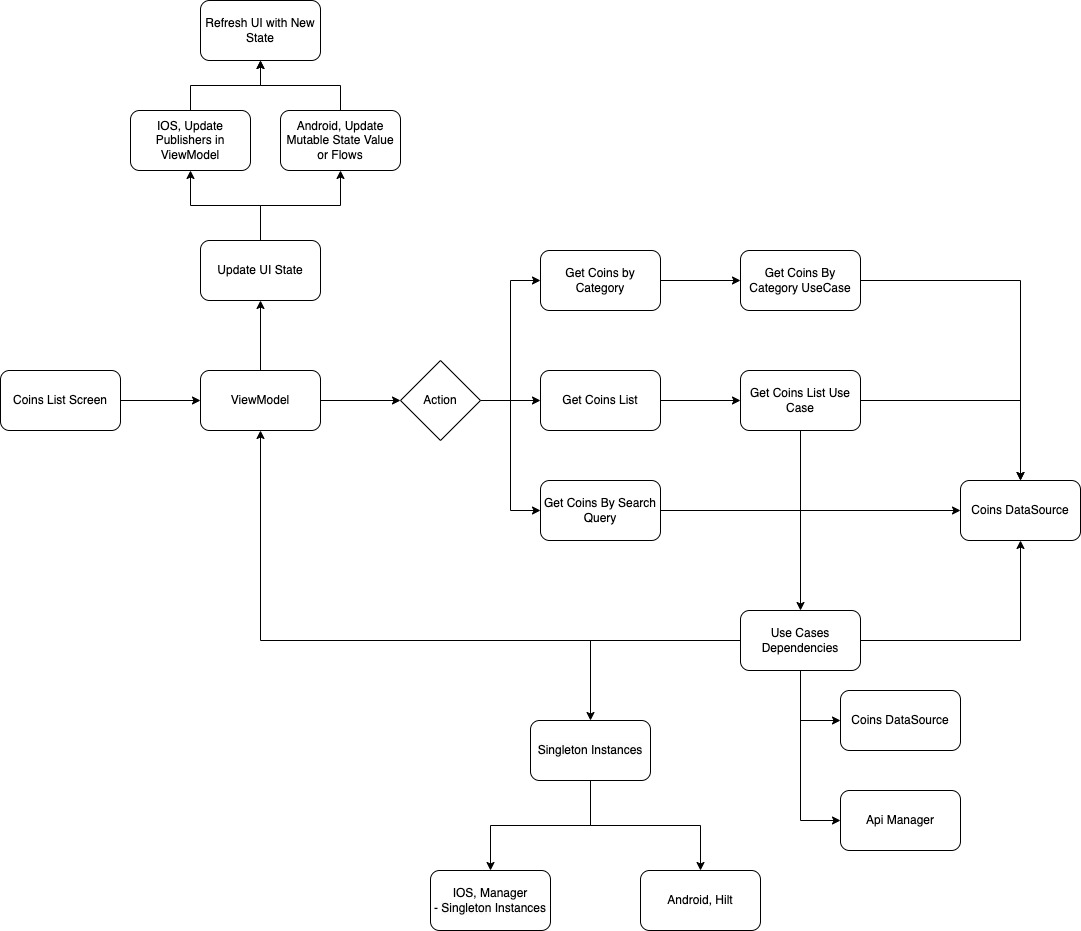 Refresh UI with New
State
IOS, Update
Publishers in
ViewModel
Android, Update
Mutable State Value
or Flows
Update UI State
Get Coins by
Category
Get Coins By
Category UseCase
Coins List Screen
ViewModel
Action
Get Coins List
Get Coins List Use
Case
Get Coins By Search
Query
Coins DataSource
Use Cases
Dependencies
Coins DataSource
Singleton Instances
Api Manager
IOS, Manager
- Singleton Instances
Android, Hilt